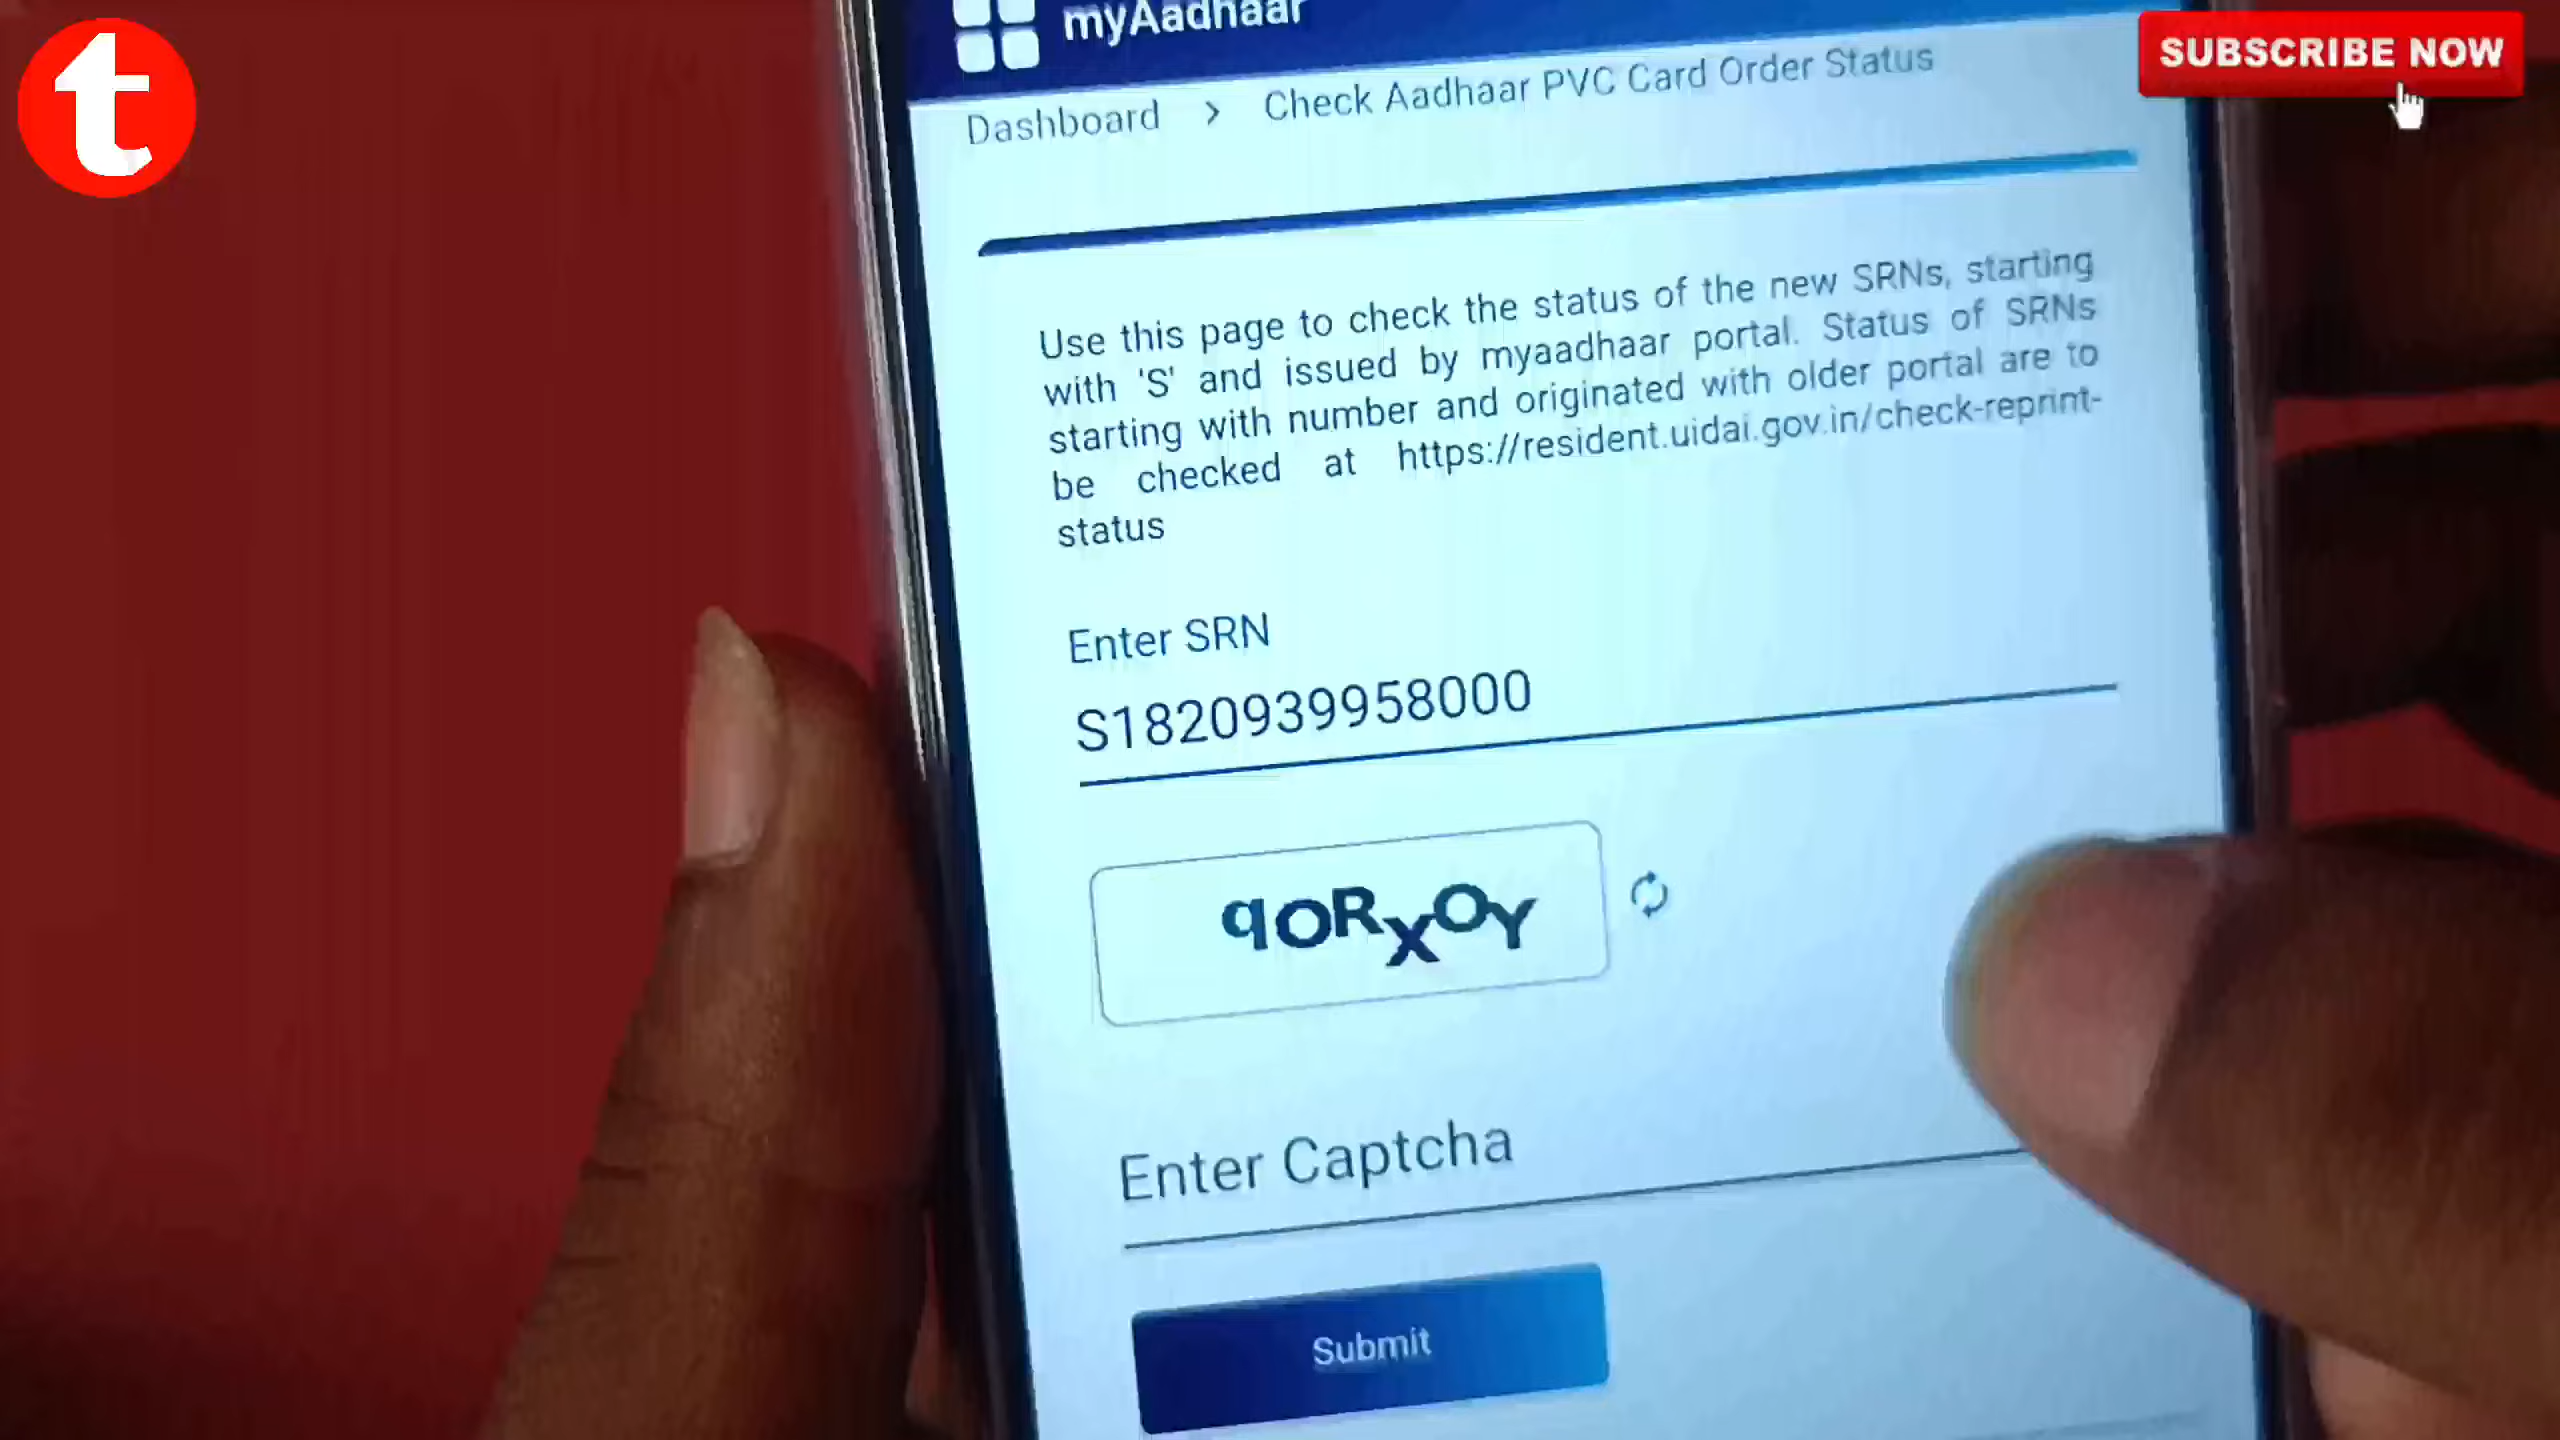 t
SUBSCRIBE NOW
myAadhaar
Dashboard > Check Aadhaar PVC Card Order Status
Use this page to check the status of the new SRNs, starting
with 'S' and issued by myaadhaar portal. Status of SRNs
starting with number and originated with older portal are to
be checked at https://resident.uidai.gov.in/check-reprint-
status
Enter SRN
S1820939958000
qORxOY
Enter Captcha
Submit